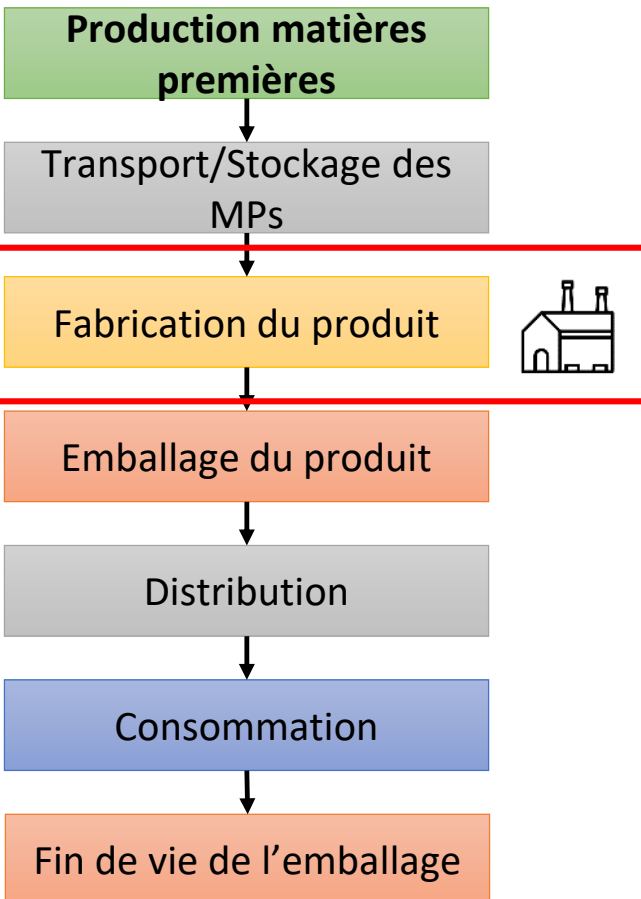 Production matières
premières
Transport/Stockage des
MPs
Fabrication du produit
Emballage du produit
Distribution
Consommation
Fin de vie de l’emballage